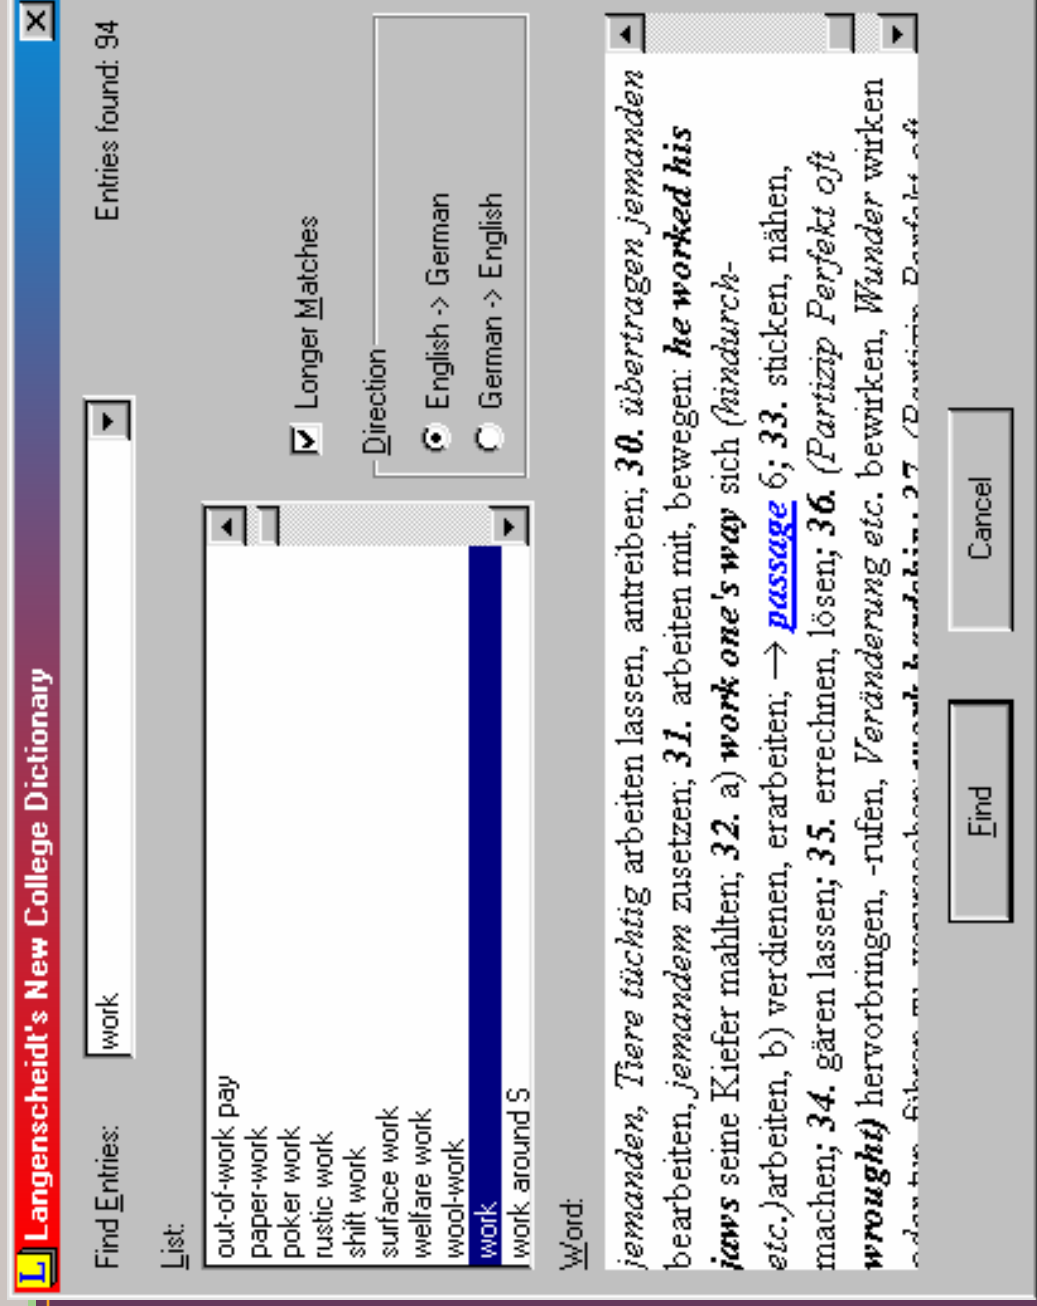 Langenscheidt's New College Dictionary
Find Entries:
work
Entries found: 94
List:
out-of-work pay
paper-work
poker work
rustic work
shift work
surface work
welfare work
wool-work
work
work around S
Longer Matches
Direction
English -> German
German -> English
Word:
jemanden, Tiere tüchtig arbeiten lassen, antreiben; 30. übertragen jemanden
bearbeiten, jemandem zusetzen; 31. arbeiten mit, bewegen: he worked his
jaws seine Kiefer mahlten; 32. a) work one's way sich (hindurch-
etc.)arbeiten, b) verdienen, erarbeiten; → passage 6; 33. sticken, nähen,
machen; 34. gären lassen; 35. errechnen, lösen; 36. (Partizip Perfekt oft
wrought) hervorbringen, -rufen, Veränderung etc. bewirken, Wunder wirken
Find
Cancel